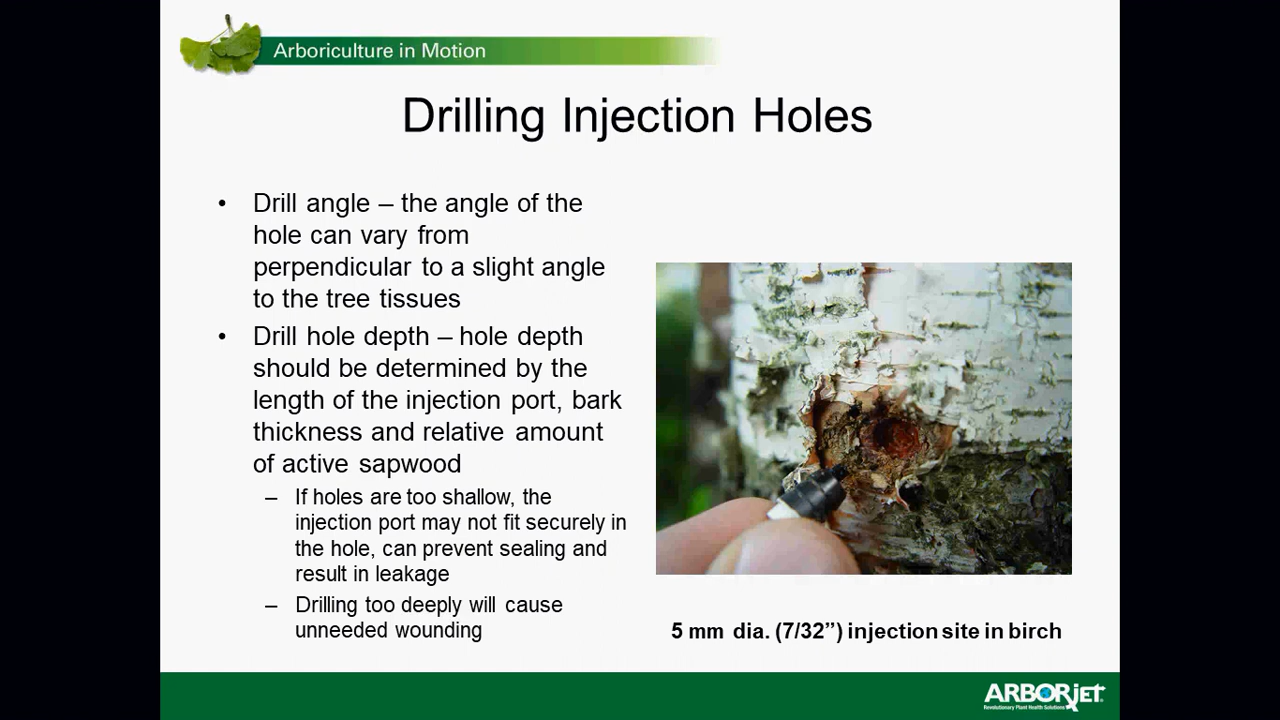 Arboriculture in Motion
Drilling Injection Holes
• Drill angle – the angle of the
hole can vary from
perpendicular to a slight angle
to the tree tissues
• Drill hole depth – hole depth
should be determined by the
length of the injection port, bark
thickness and relative amount
of active sapwood
– If holes are too shallow, the
injection port may not fit securely in
the hole, can prevent sealing and
result in leakage
– Drilling too deeply will cause
unneeded wounding
5 mm dia. (7/32”) injection site in birch
ARBORjET
Revolutionary Plant Health Solutions